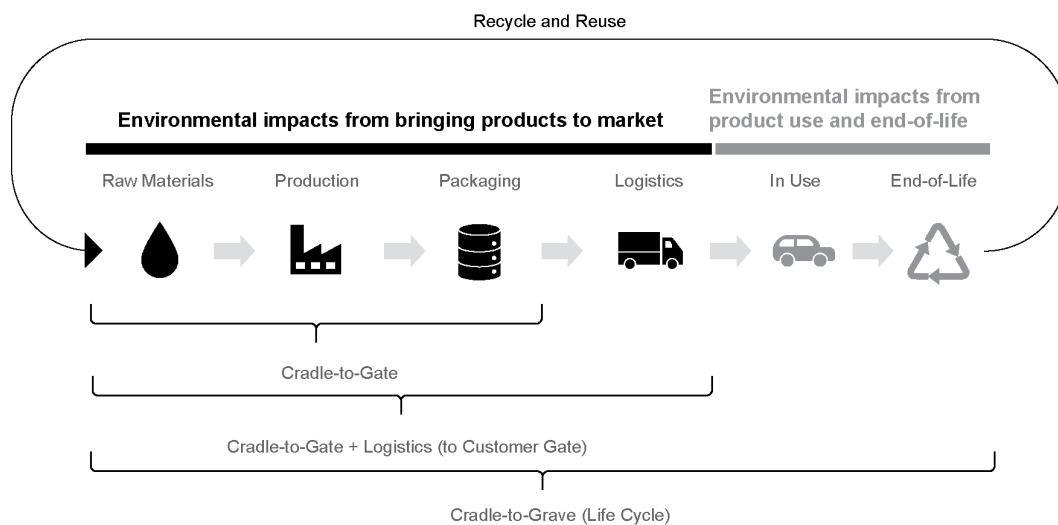 Recycle and Reuse
Environmental impacts from bringing products to market
Environmental impacts from
product use and end-of-life
Raw Materials
Production
Packaging
Logistics
In Use
End-of-Life
Cradle-to-Gate
Cradle-to-Gate + Logistics (to Customer Gate)
Cradle-to-Grave (Life Cycle)